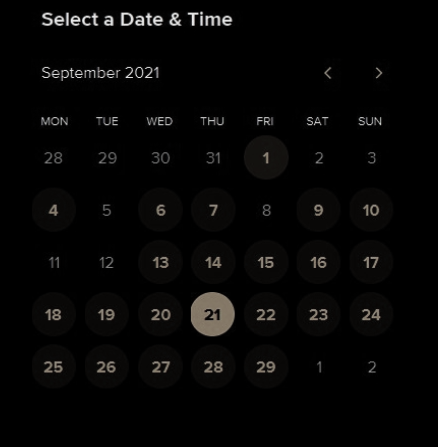 Select a Date & Time
September 2021
MON TUE WED THU FRI SAT SUN
28 29 30 31 1 2 3
4 5 6 7 8 9 10
11 12 13 14 15 16 17
18 19 20 21 22 23 24
25 26 27 28 29 1 2